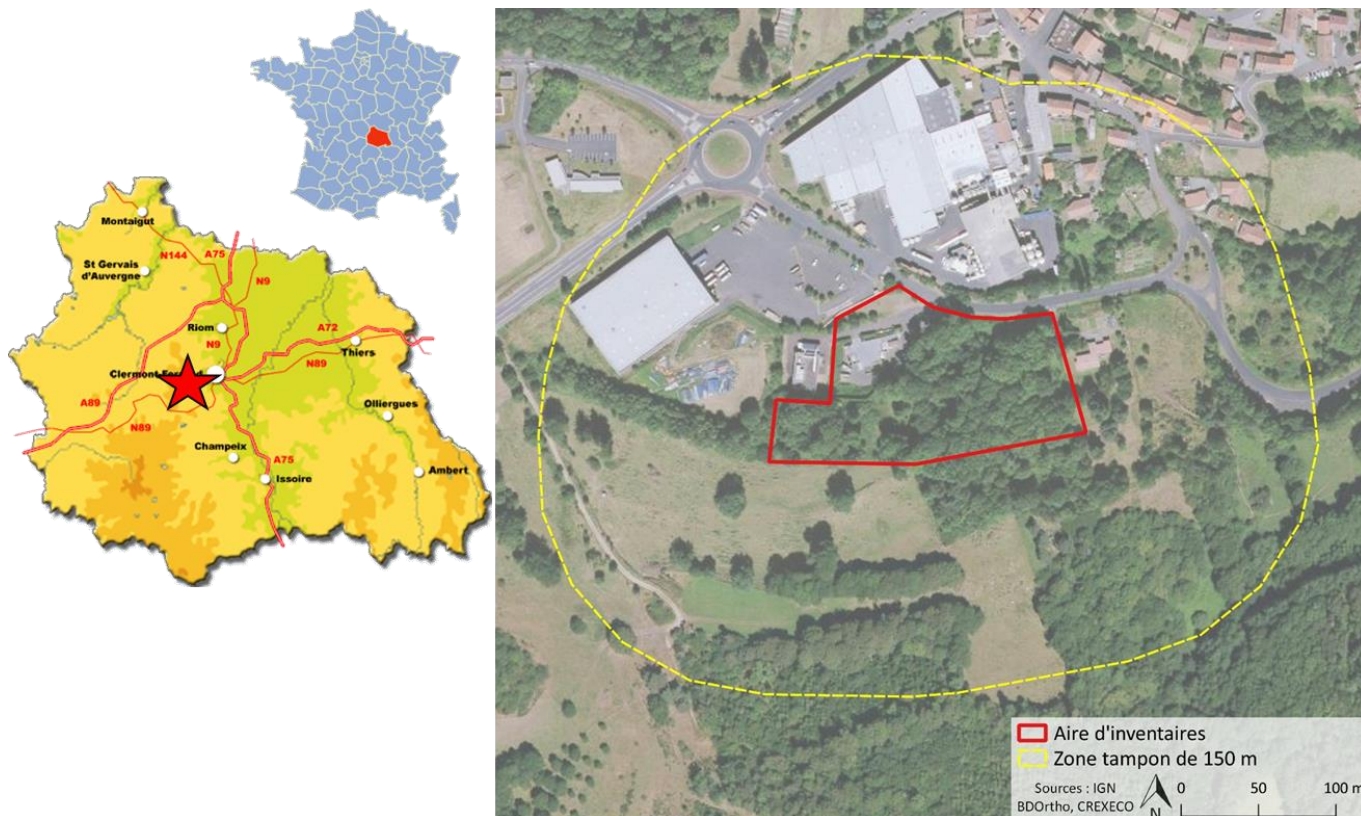 Montaigut
N144
A75
N9
St Gervais
d'Auvergne
Riom
A72
N9
Thiers
N89
Clermont
A89
N89
Olliergues
Champeix
A75
Ambert
Issoire
Aire d'inventaires
Zone tampon de 150 m
Sources : IGN
BDOrtho, CREXECO
N
0 50 100 m